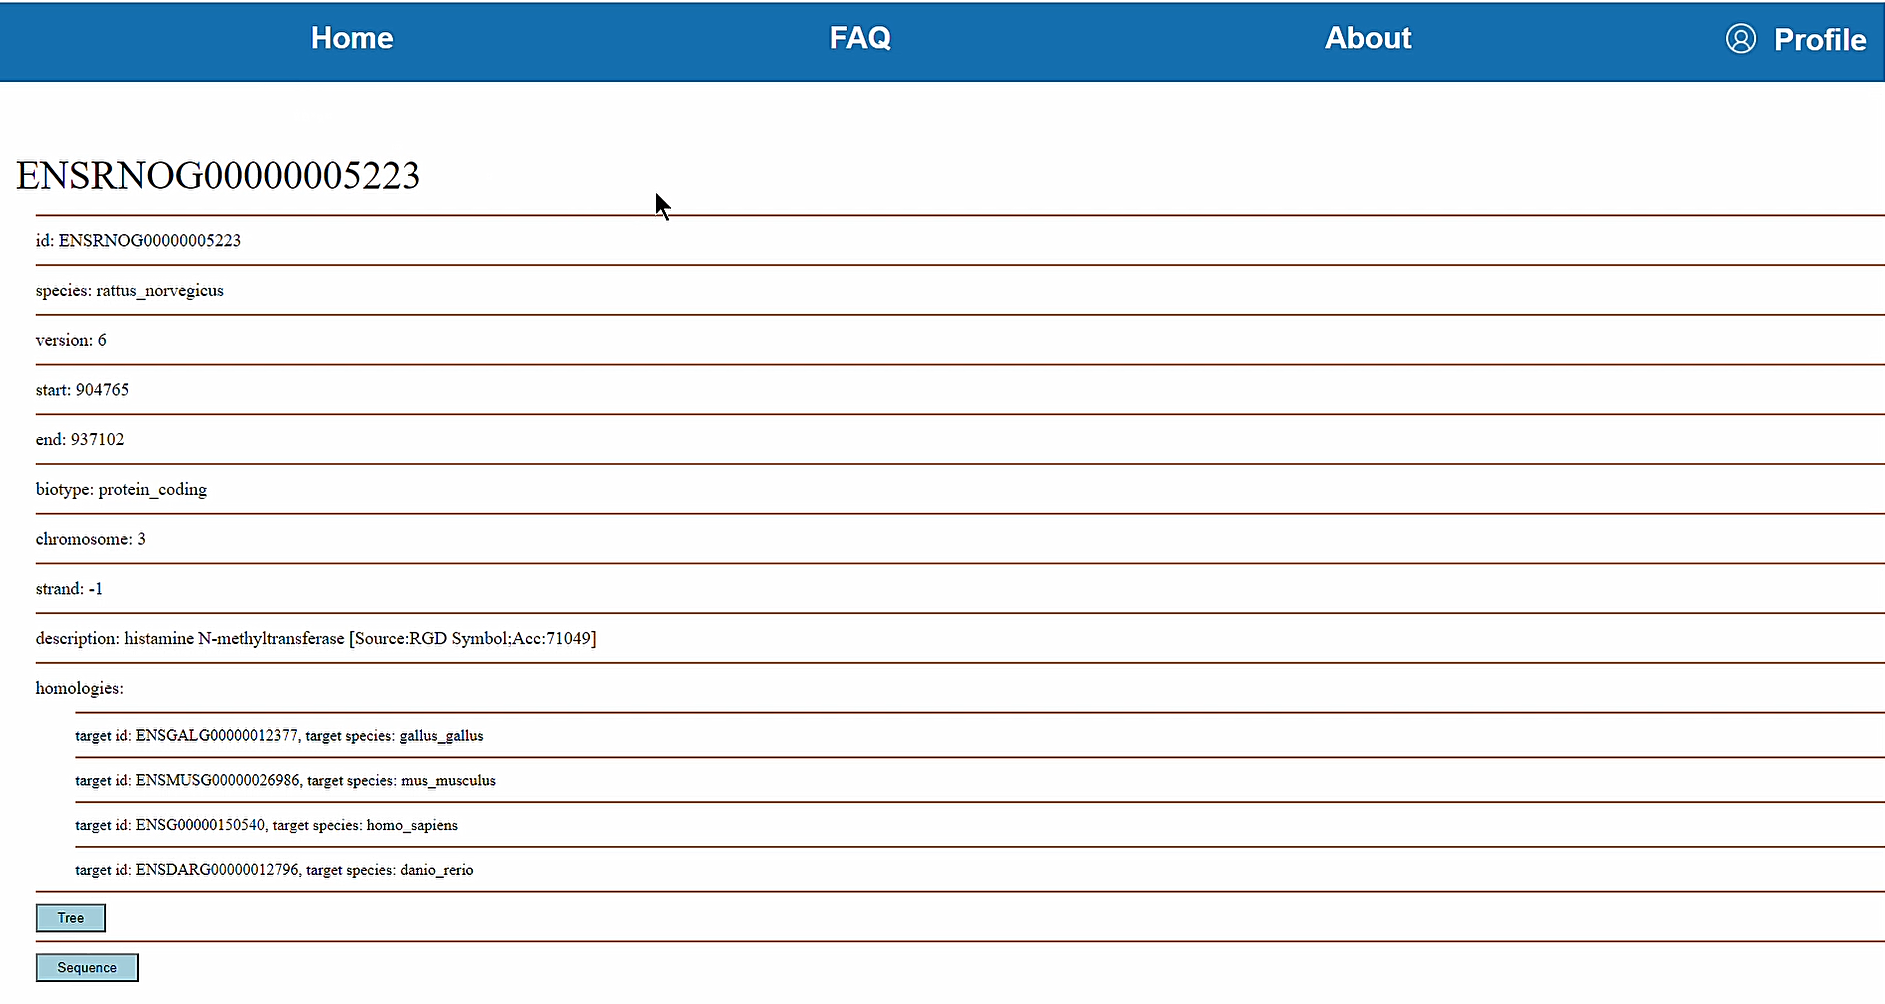 Home FAQ About Profile
ENSRNOG00000005223
id: ENSRNOG00000005223
species: rattus_norvegicus
version: 6
start: 904765
end: 937102
biotype: protein_coding
chromosome: 3
strand: -1
description: histamine N-methyltransferase [Source:RGD Symbol;Acc:71049]
homologies:
target id: ENSGALG00000012377, target species: gallus_gallus
target id: ENSMUSG00000026986, target species: mus_musculus
target id: ENSG00000150540, target species: homo_sapiens
target id: ENSDARG00000012796, target species: danio_rerio
Tree
Sequence